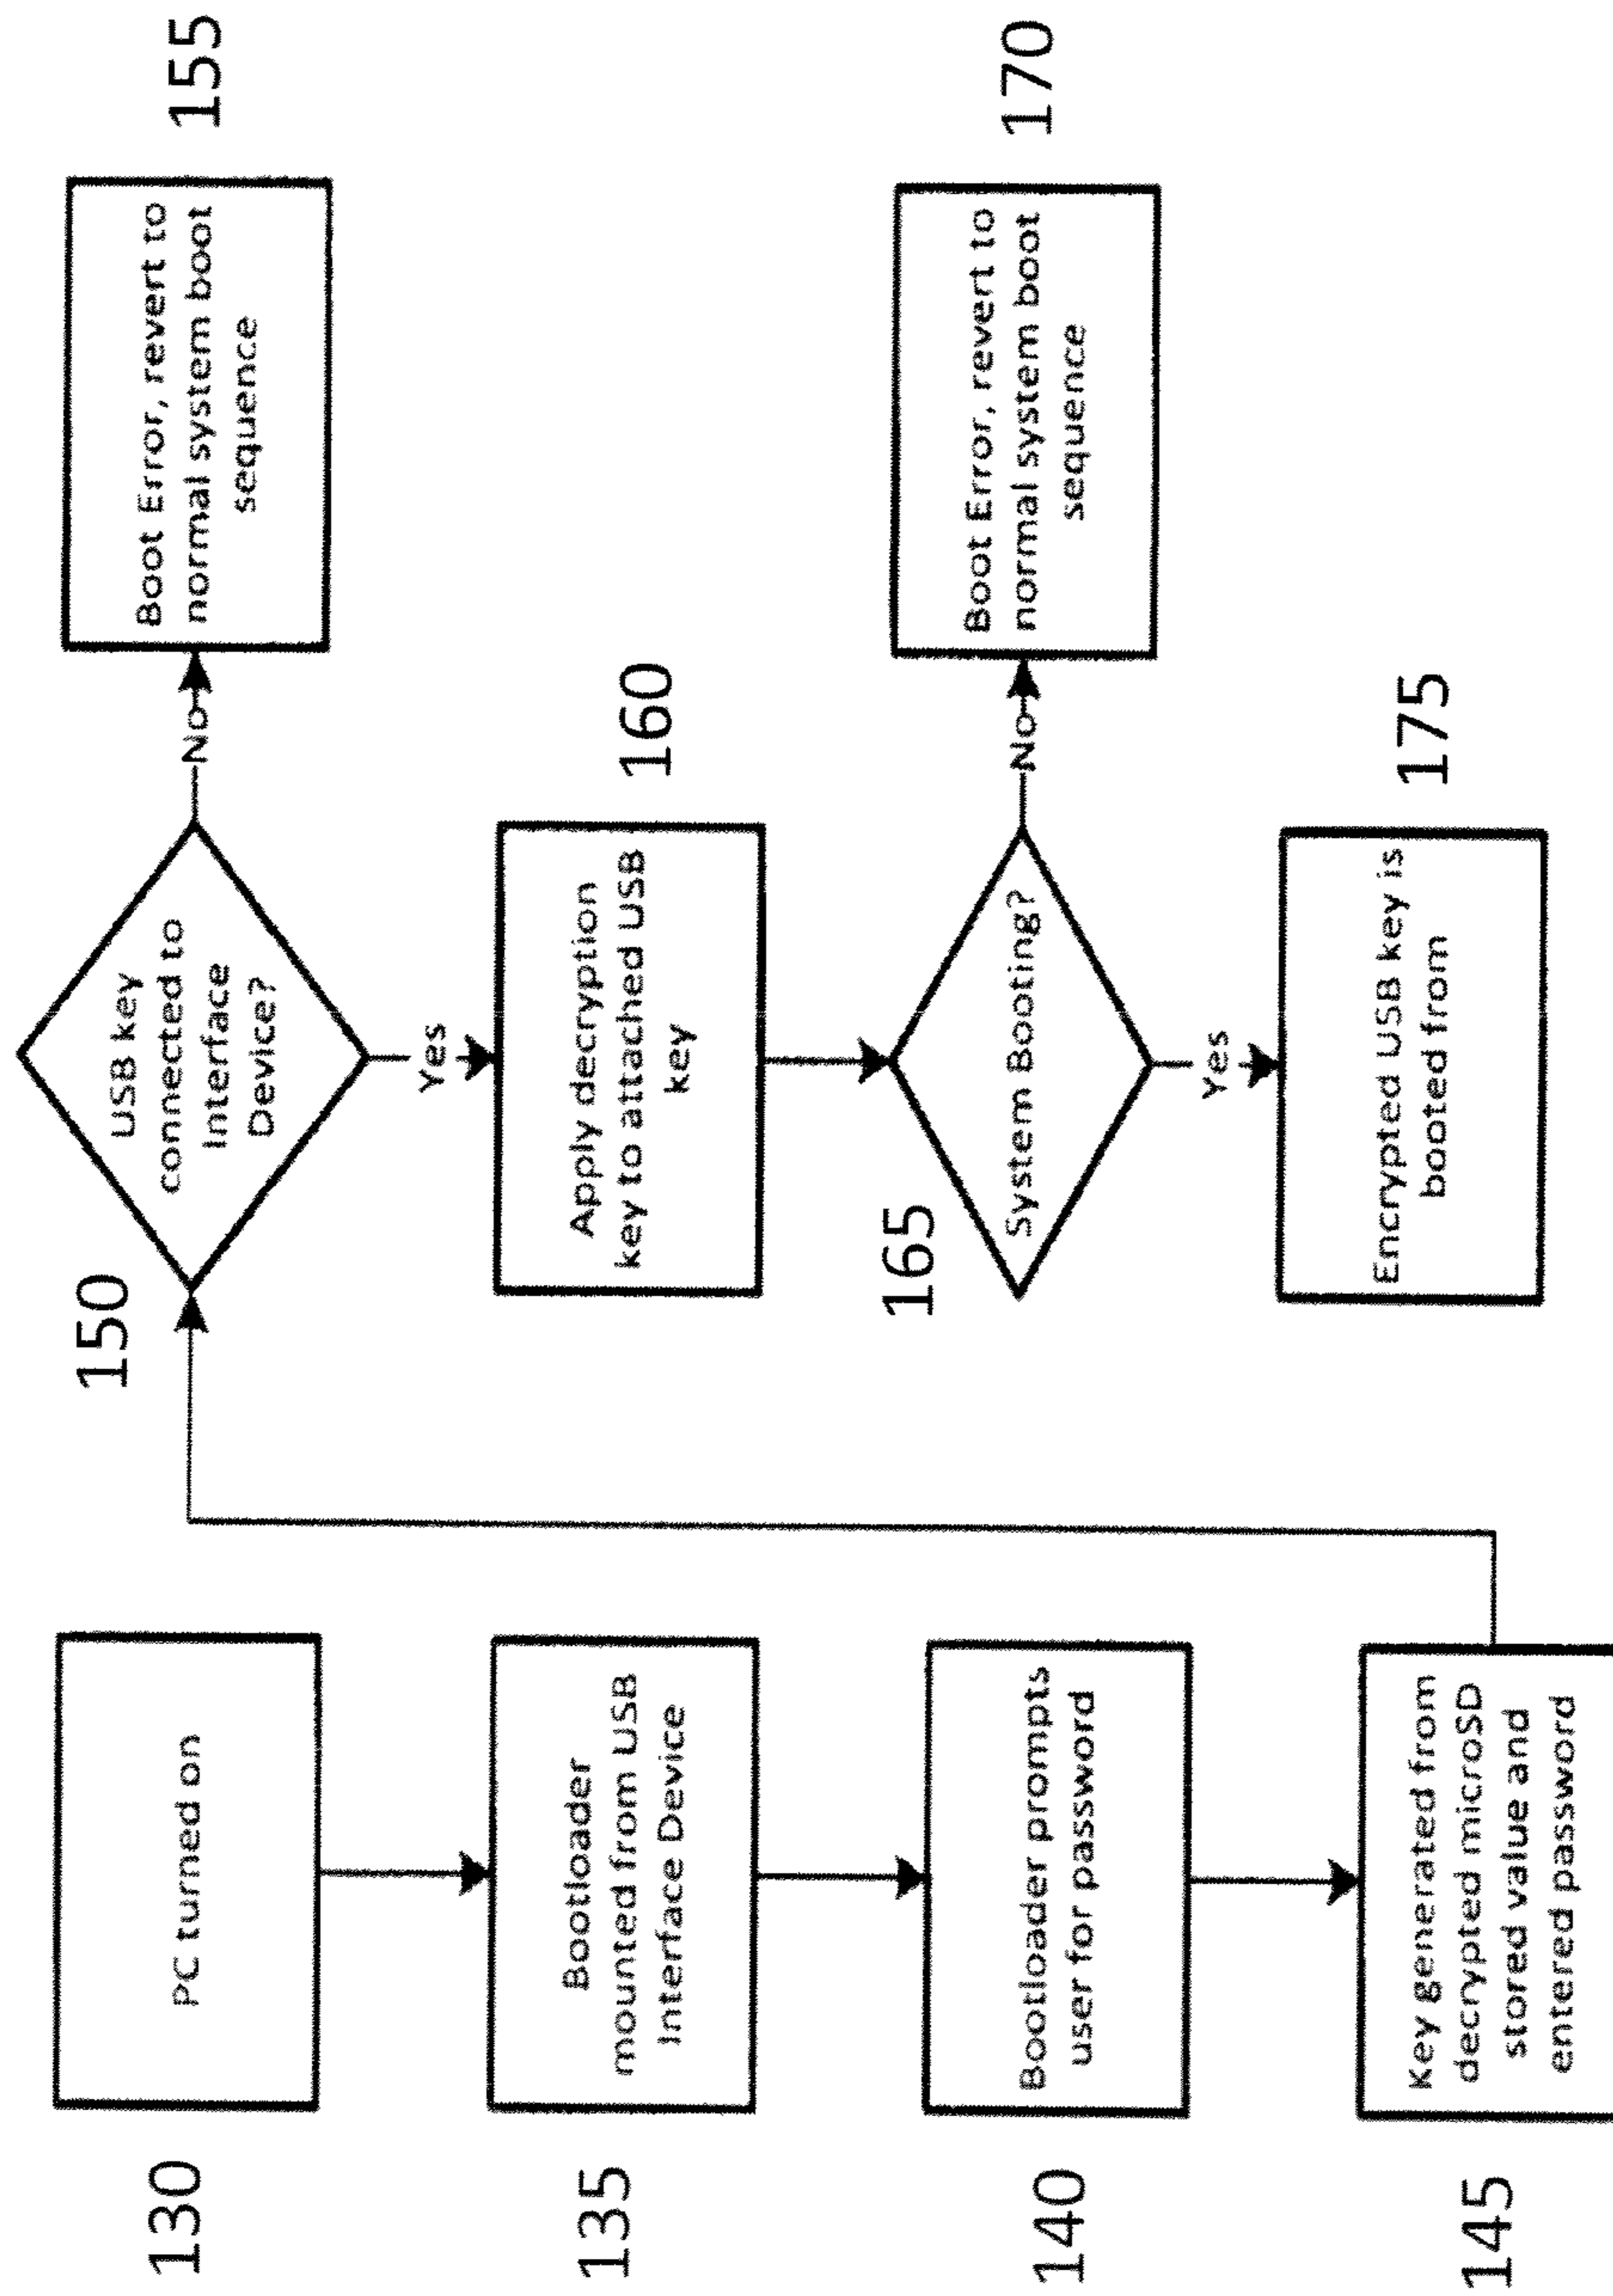 130
PC turned on
135
Bootloader
mounted from USB
Interface Device
140
Bootloader prompts
user for password
145
Key generated from
decrypted microSD
stored value and
entered password
150
USB key
connected to
Interface
Device?
No
155
Boot Error, revert to
normal system boot
sequence
Yes
160
Apply decryption
key to attached USB
key
165
System Booting?
No
170
Boot Error, revert to
normal system boot
sequence
Yes
175
Encrypted USB key is
booted from